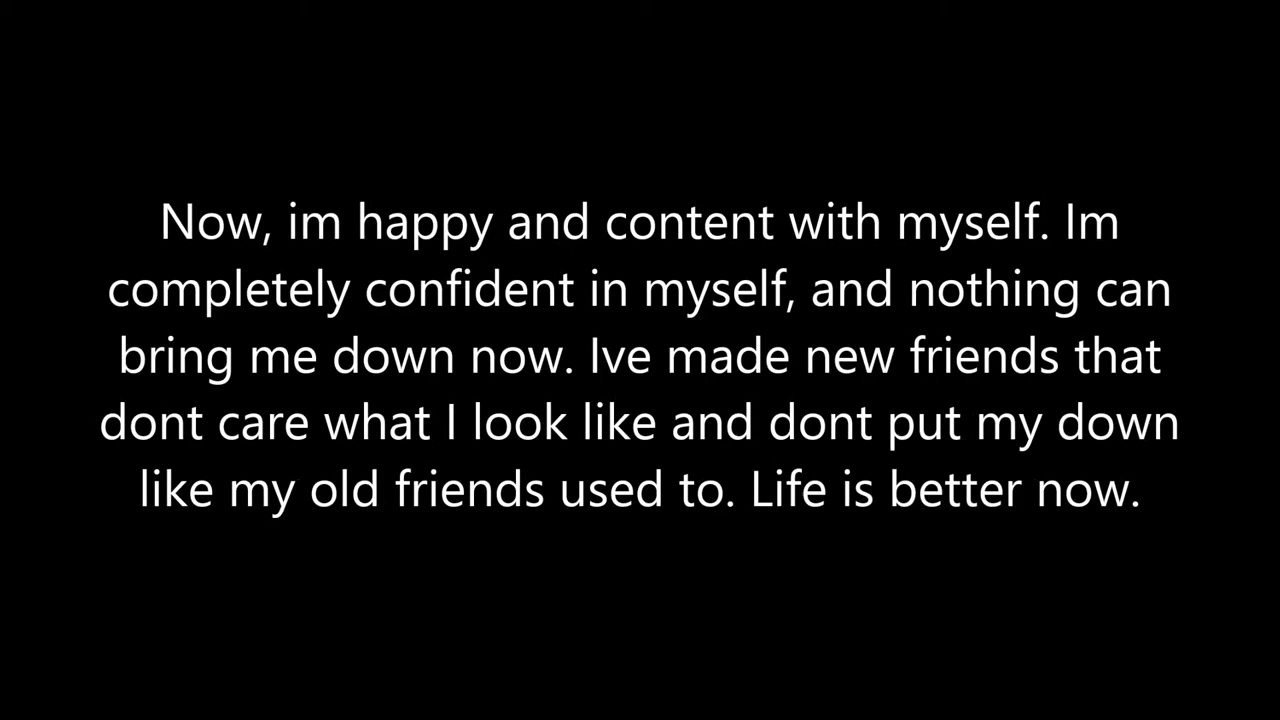 Now, im happy and content with myself. Im
completely confident in myself, and nothing can
bring me down now. Ive made new friends that
dont care what I look like and dont put my down
like my old friends used to. Life is better now.